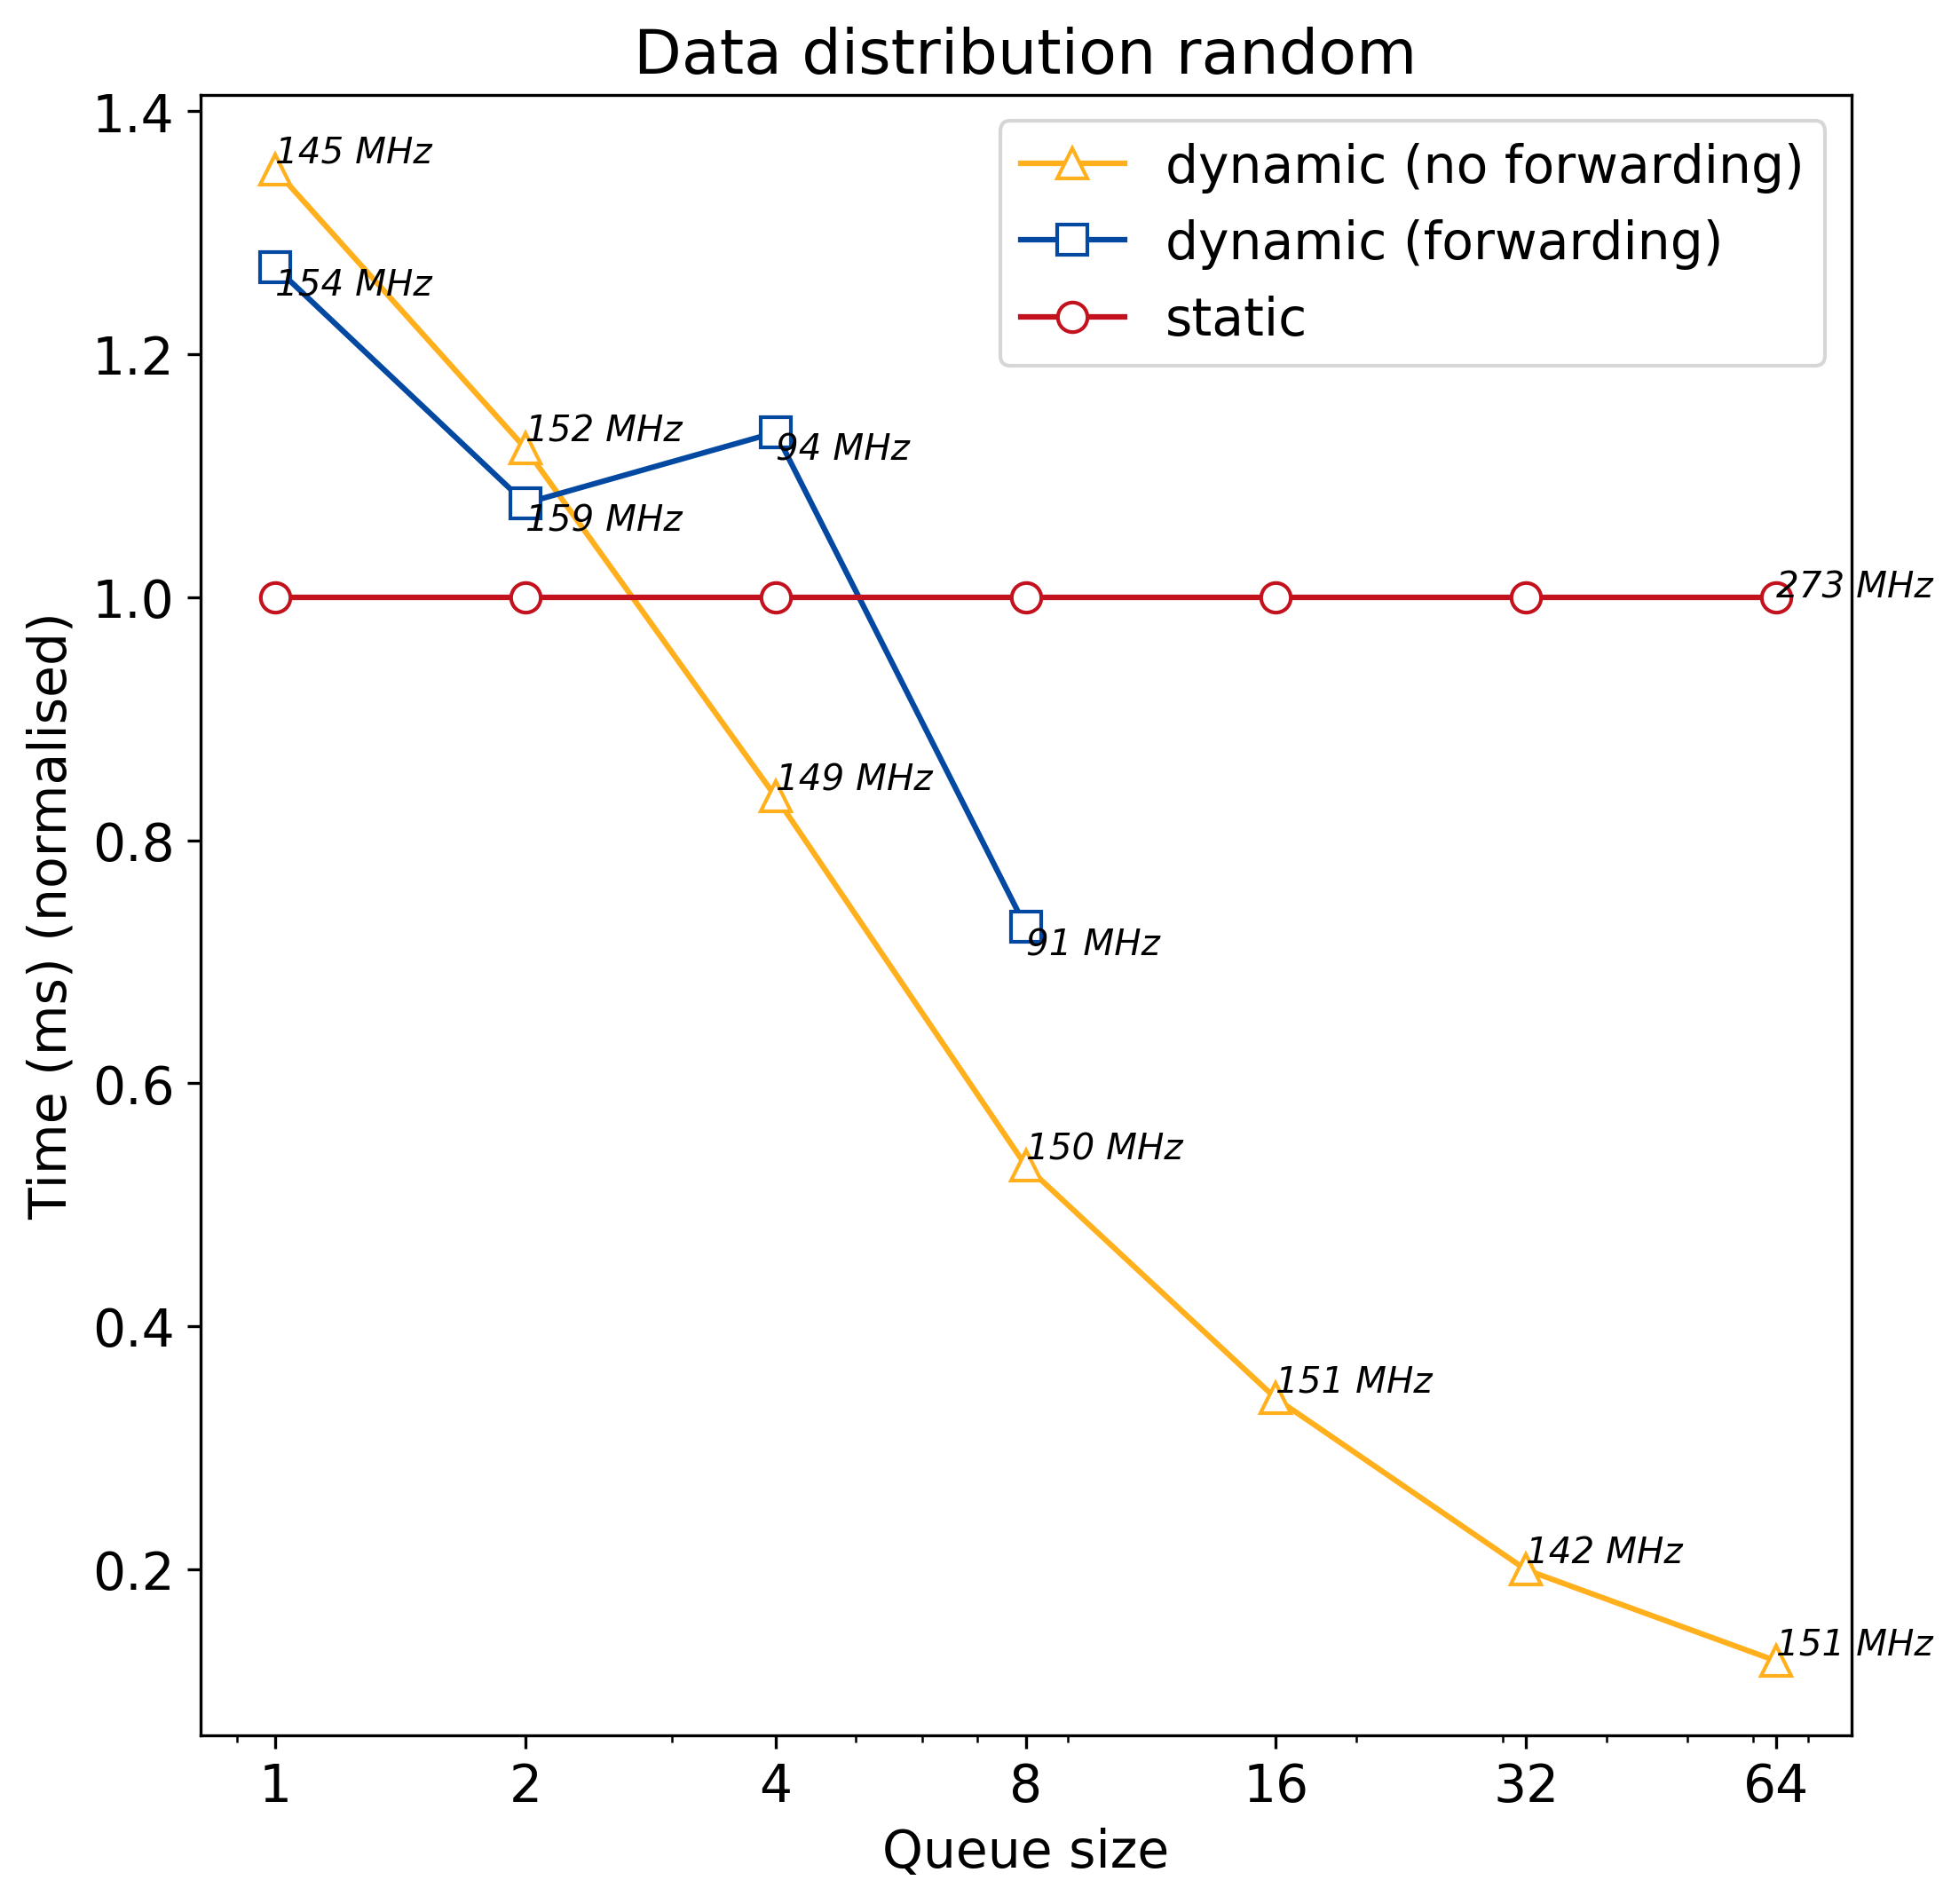 Data distribution random
dynamic (no forwarding)
dynamic (forwarding)
static
Time (ms) (normalised)
1.4
1.2
1.0
0.8
0.6
0.4
0.2
145 MHz
154 MHz
152 MHz
159 MHz
94 MHz
273 MHz
149 MHz
91 MHz
150 MHz
151 MHz
142 MHz
151 MHz
1 2 4 8 16 32 64
Queue size